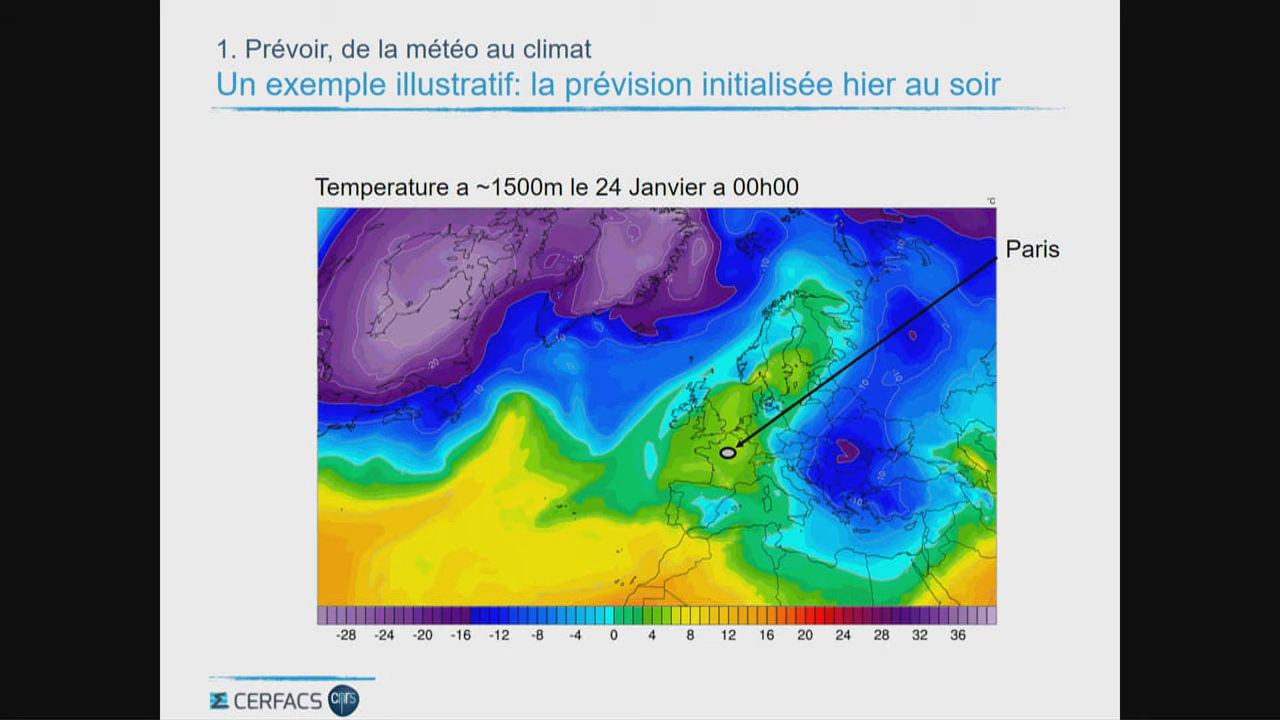 1. Prévoir, de la météo au climat
Un exemple illustratif: la prévision initialisée hier au soir
Temperature a ~1500m le 24 Janvier a 00h00
°C
Paris
-28 -24 -20 -16 -12 -8 -4 0 4 8 12 16 20 24 28 32 36
CERFACS cnrs